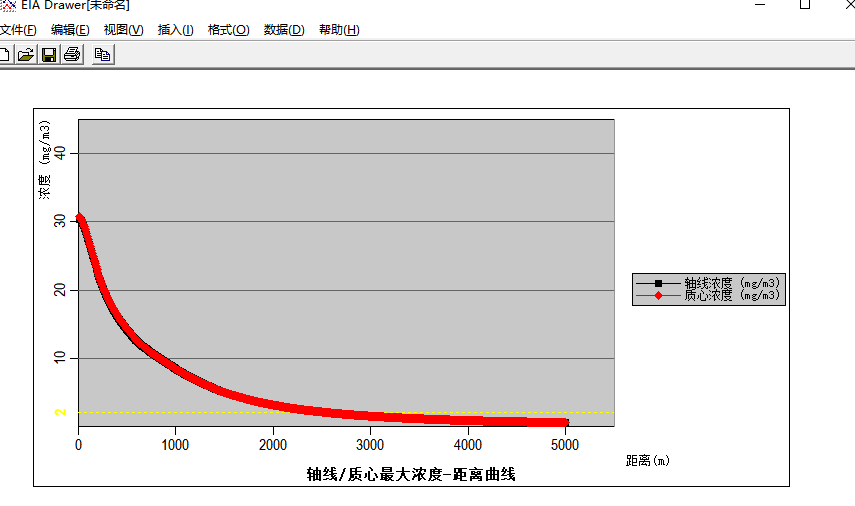 EIA Drawer[未命名]
文件(F) 编辑(E) 视图(V) 插入(I) 格式(O) 数据(D) 帮助(H)
浓度 (mg/m3)
40
30
20
10
2
0 1000 2000 3000 4000 5000
距离(m)
轴线浓度 (mg/m3)
质心浓度 (mg/m3)
轴线/质心最大浓度-距离曲线